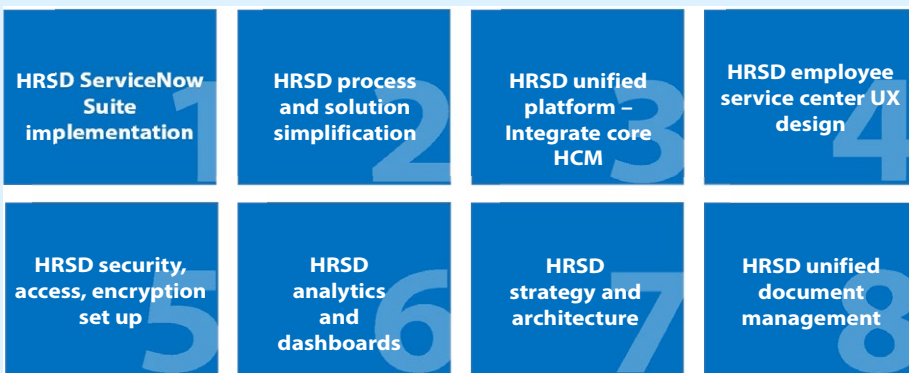 HRSD ServiceNow
Suite
implementation
1
HRSD process
and solution
simplification
2
HRSD unified
platform –
Integrate core
HCM
3
HRSD employee
service center UX
design
4
HRSD security,
access, encryption
set up
5
HRSD
analytics
and
dashboards
6
HRSD
strategy and
architecture
7
HRSD unified
document
management
8